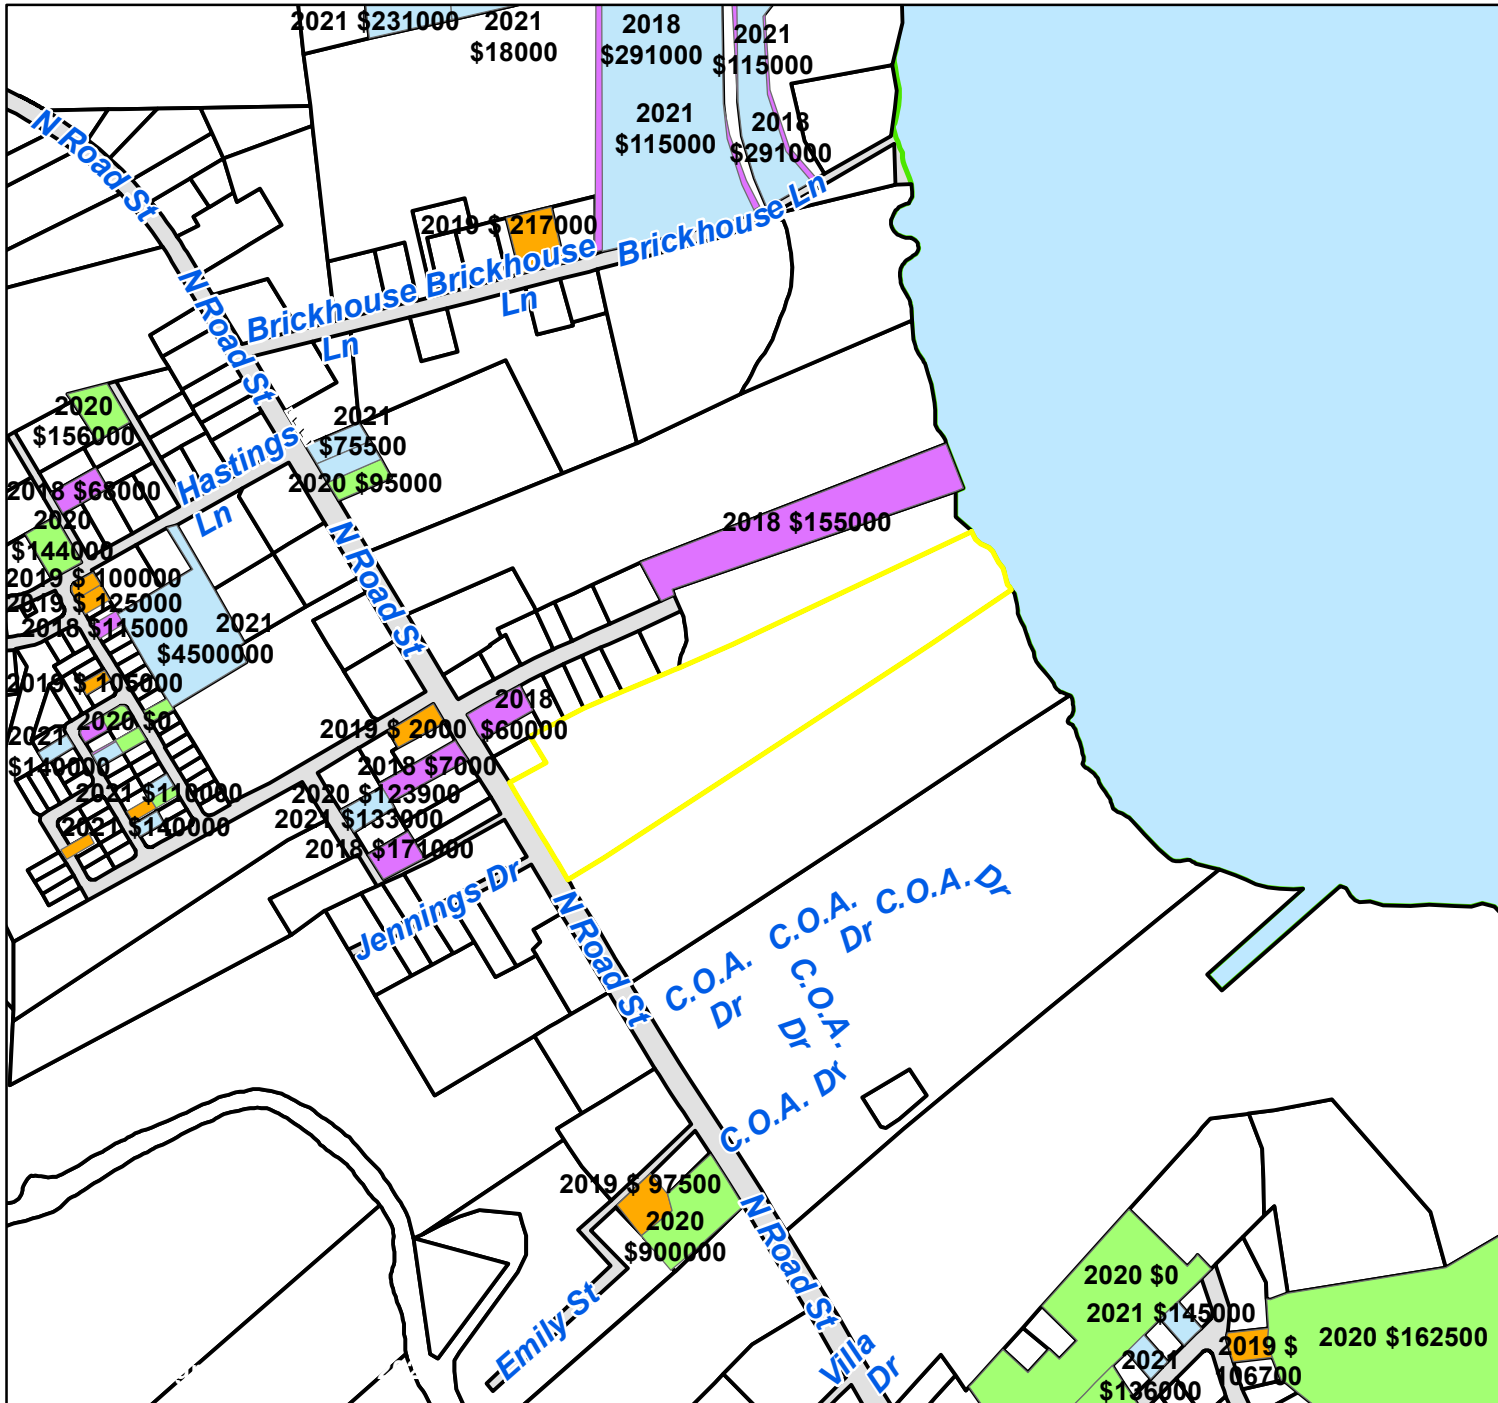 2021 $231000
2021
$18000
2018
$291000
2021
$115000
2021
$115000
2018
$291000
N Road St
2019 $ 217000
Brickhouse
Ln
Brickhouse
Ln
Brickhouse Ln
N Road St
2020
$156000
2021
$75500
2020 $95000
Hastings
Ln
2018 $68000
2020
$144000
2018 $155000
N Road St
2019 $ 100000
2019 $ 125000
2018 $115000
2021
$4500000
2019 $ 105000
2020 $0
2021
$140000
2018
$60000
2019 $ 2000
2018 $7000
2021 $110000
2020 $123900
2021 $140000
2021 $133000
2018 $171000
Jennings Dr
N Road St
C.O.A.
Dr
C.O.A.
Dr
C.O.A. Dr
C.O.A.
Dr
C.O.A. Dr
2019 $ 97500
2020
$900000
N Road St
Emily St
Villa
Dr
2020 $0
2021 $145000
2021
$136000
2019 $
106700
2020 $162500